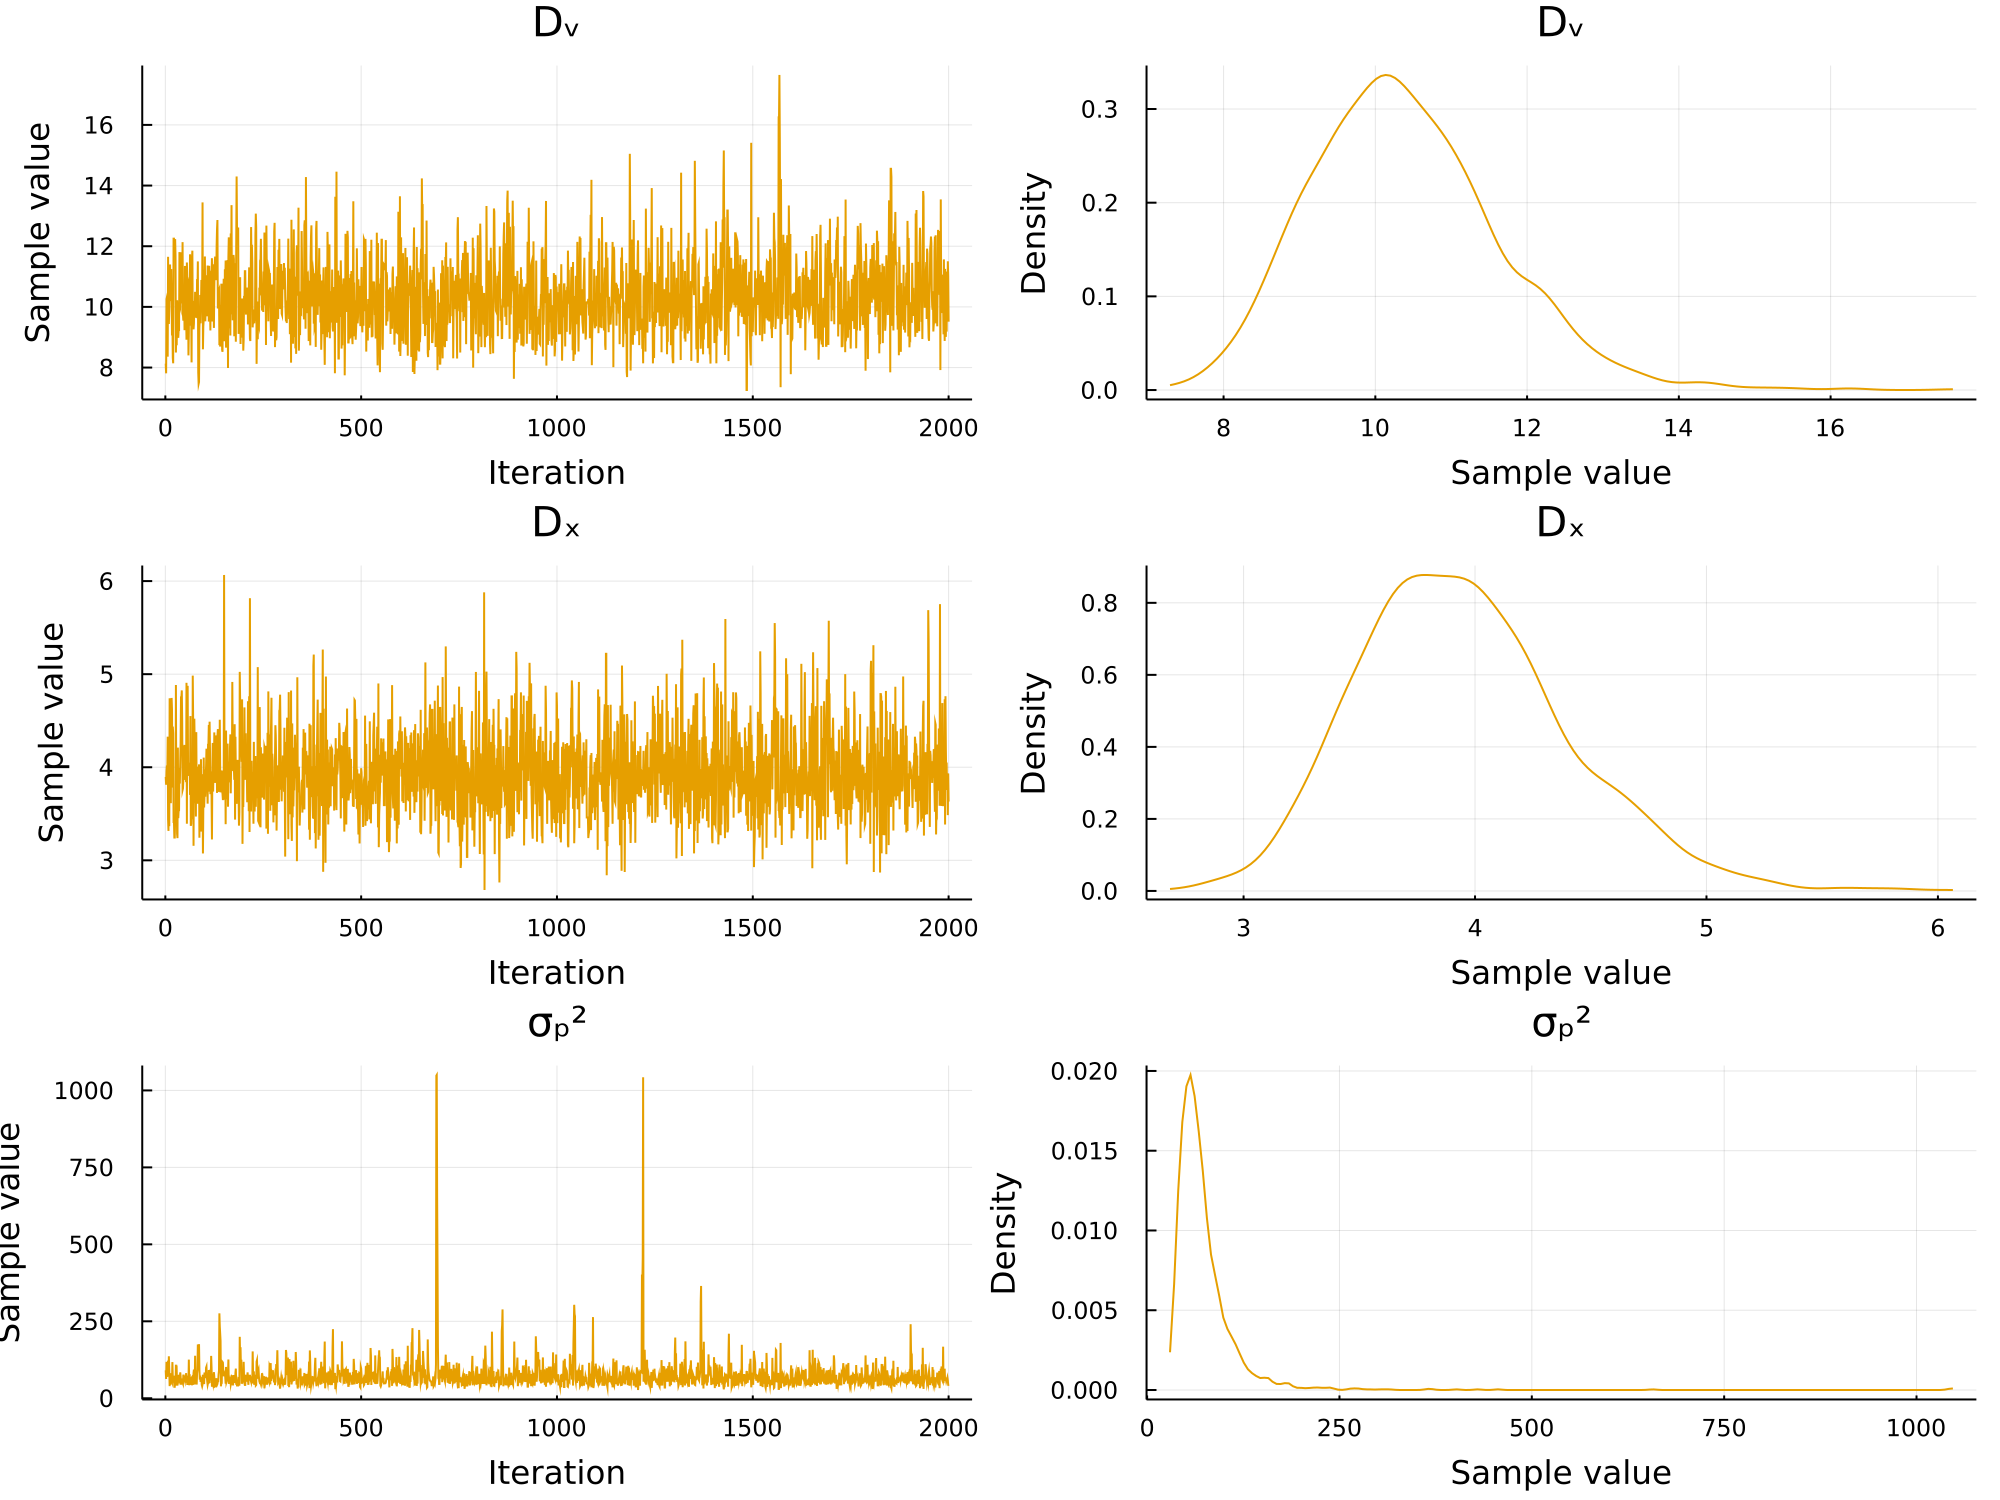 Dᵥ
Sample value
16
14
12
10
8
0 500 1000 1500 2000
Iteration
Dᵥ
Density
0.3
0.2
0.1
0.0
8 10 12 14 16
Sample value
Dₓ
Sample value
6
5
4
3
0 500 1000 1500 2000
Iteration
Dₓ
Density
0.8
0.6
0.4
0.2
0.0
3 4 5 6
Sample value
σₚ²
Sample value
1000
750
500
250
0
0 500 1000 1500 2000
Iteration
σₚ²
Density
0.020
0.015
0.010
0.005
0.000
0 250 500 750 1000
Sample value